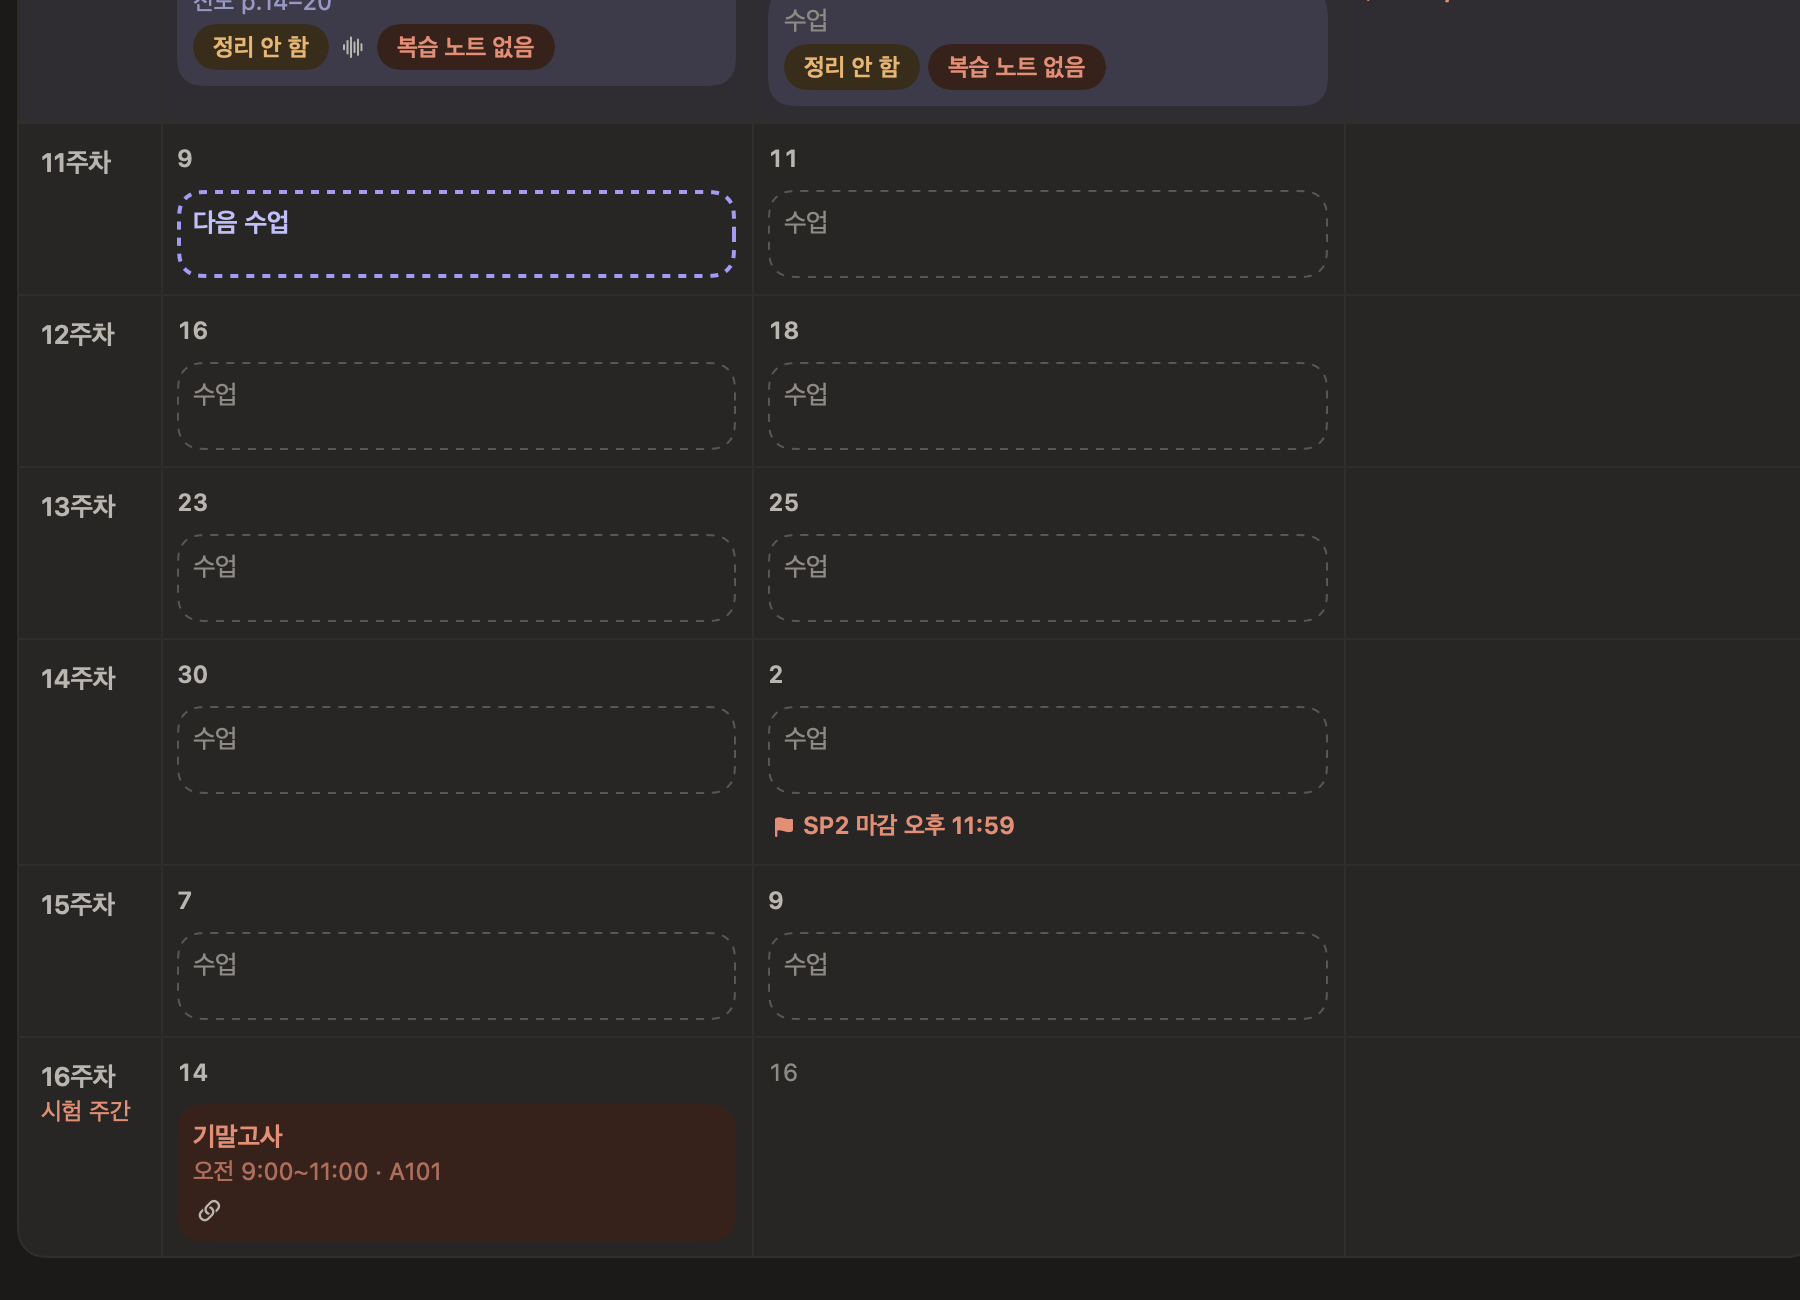 진도 p.14–20
정리 안 함 복습 노트 없음
수업
정리 안 함 복습 노트 없음
11주차
9
다음 수업
11
수업
12주차
16
수업
18
수업
13주차
23
수업
25
수업
14주차
30
수업
2
수업
SP2 마감 오후 11:59
15주차
7
수업
9
수업
16주차
시험 주간
14
기말고사
오전 9:00~11:00 · A101
16